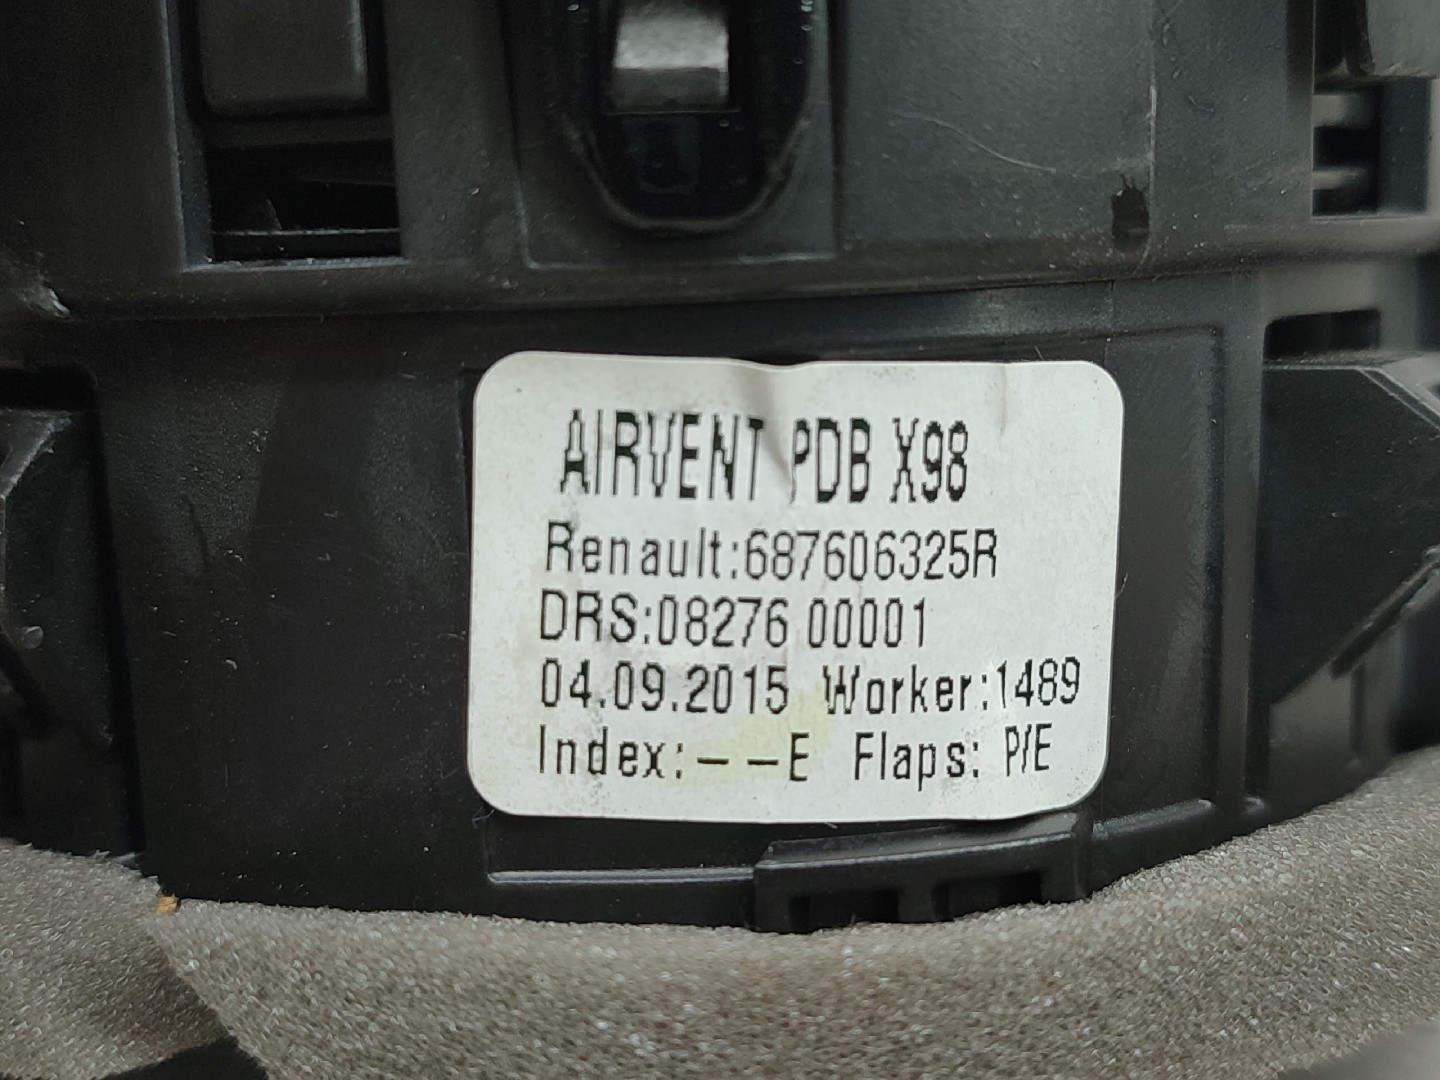 AIRVENT PDB X98
Renault:687606325R
DRS:08276 00001
04.09.2015 Worker:1489
Index:--E Flaps: P/E